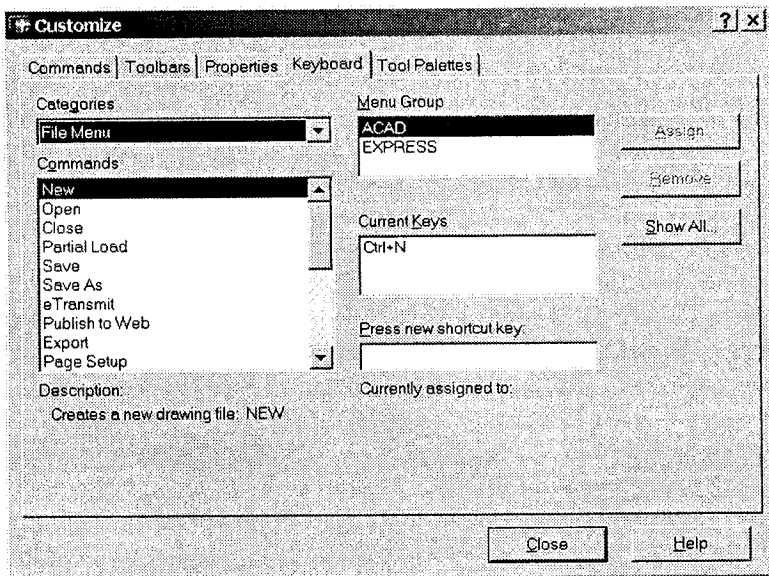 Customize
Commands Toolbars Properties Keyboard Tool Palettes
Categories
File Menu
Commands
New
Open
Close
Partial Load
Save
Save As
eTransmit
Publish to Web
Export
Page Setup
Description:
Creates a new drawing file: NEW
Menu Group
ACAD
EXPRESS
Current Keys
Ctrl+N
Press new shortcut key:
Currently assigned to:
Assign
Remove
Show All...
Close
Help